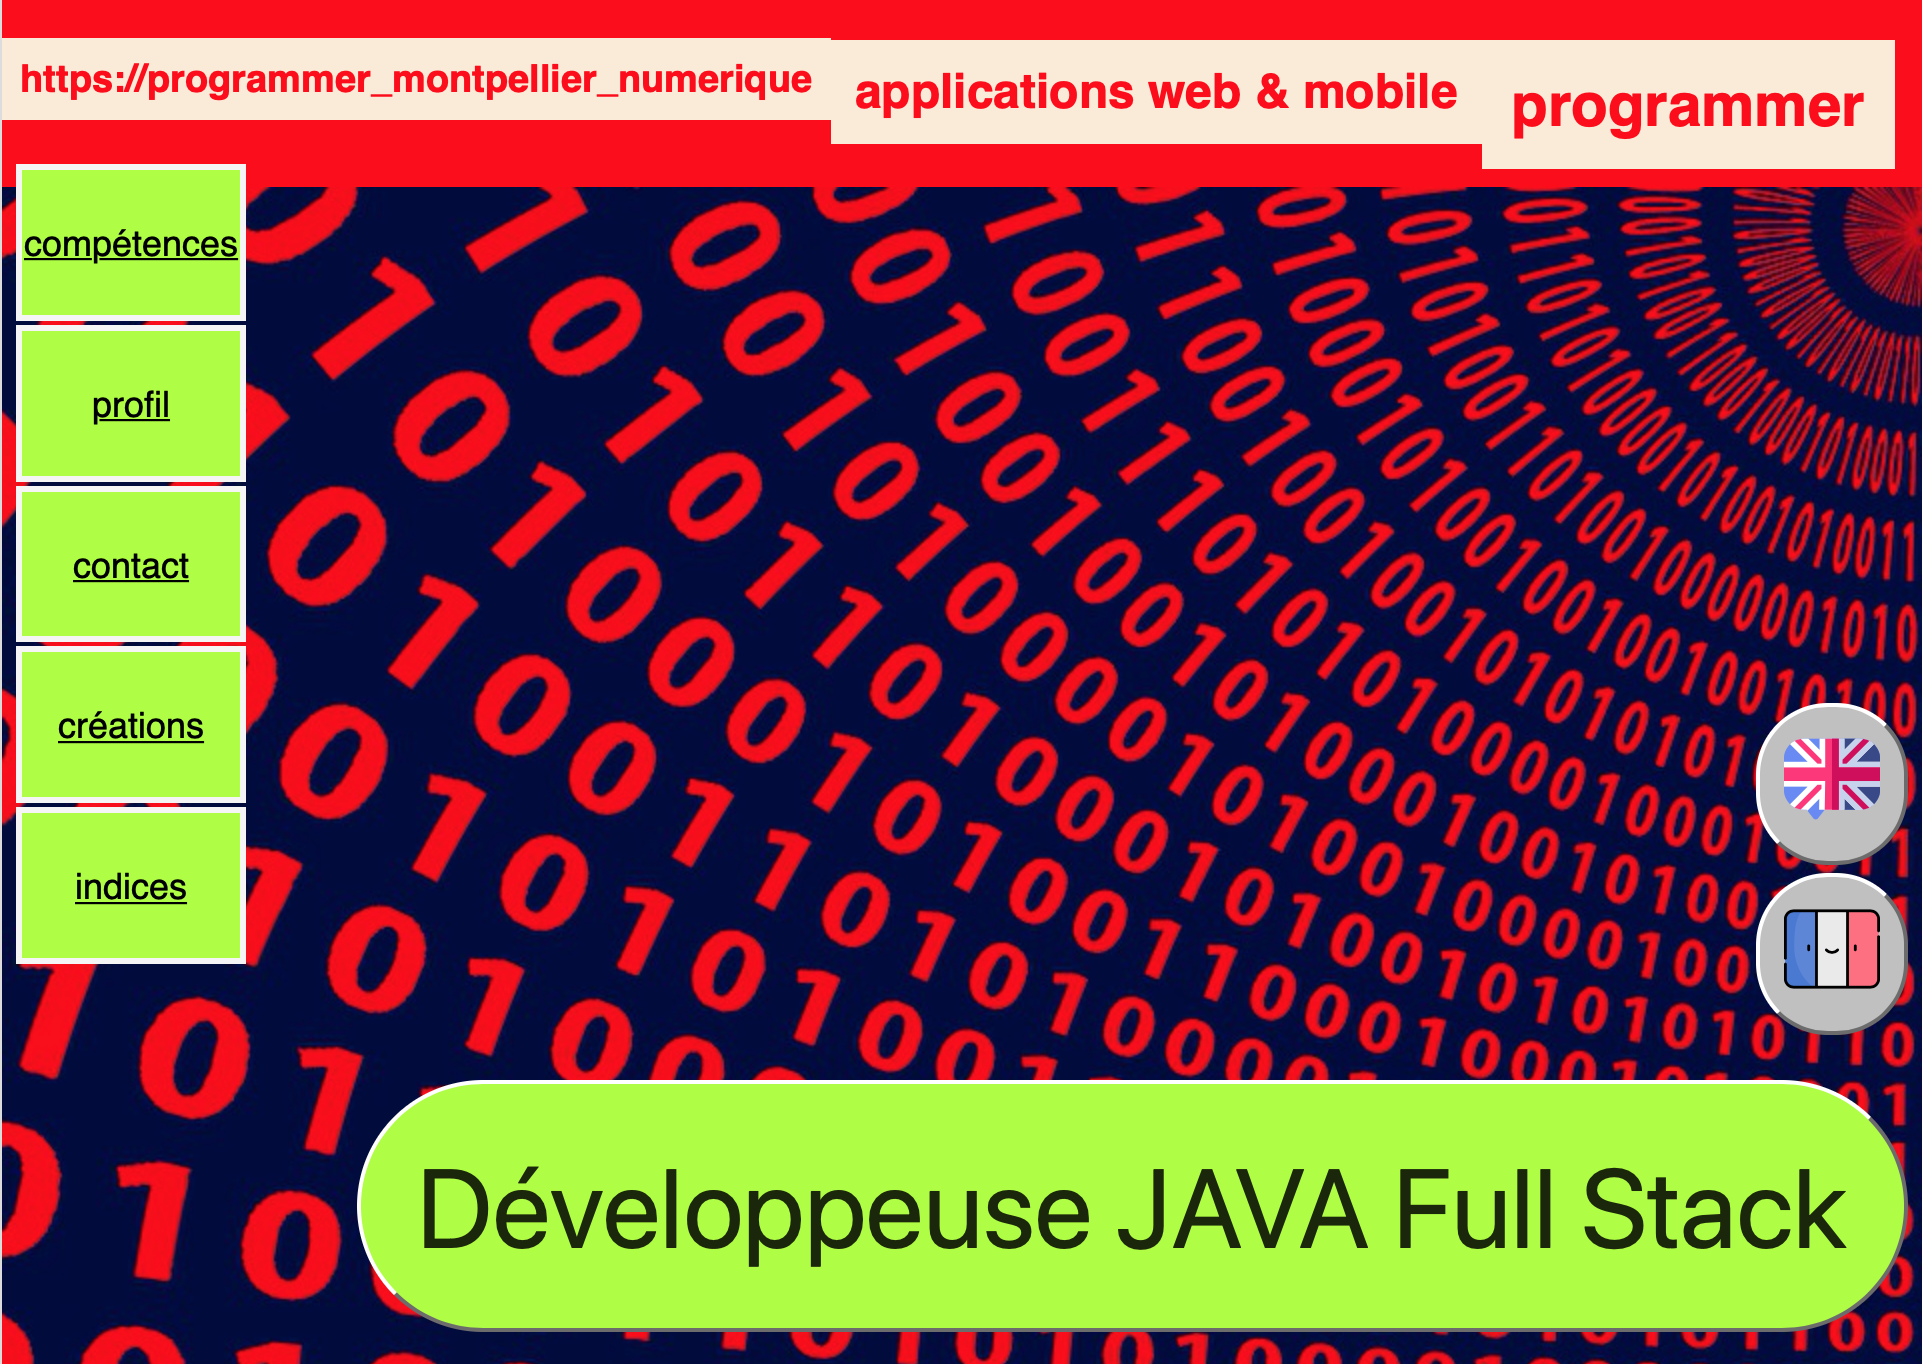 https://programmer_montpellier_numerique
applications web & mobile
programmer
compétences
profil
contact
créations
indices
Développeuse JAVA Full Stack